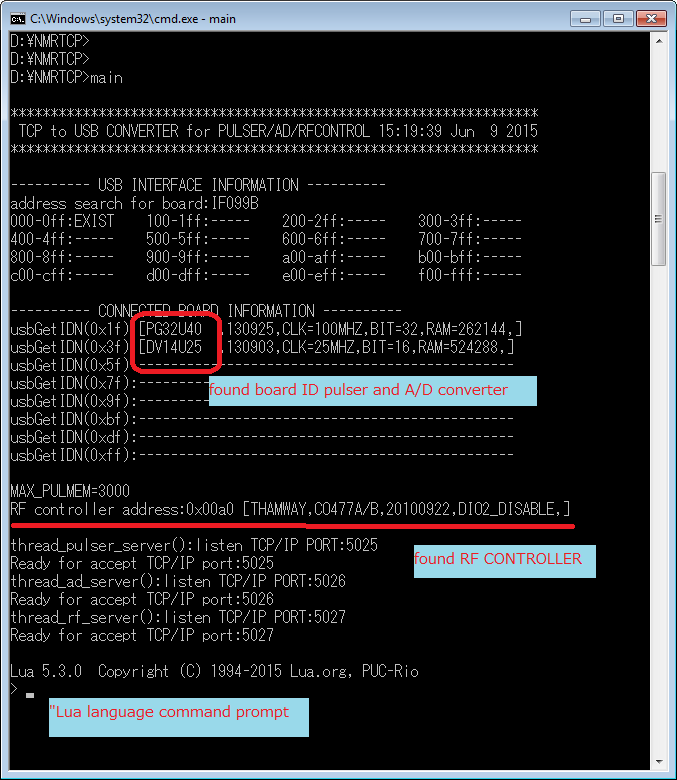 C:\Windows\system32\cmd.exe - main
D:¥NMRTCP>
D:¥NMRTCP>
D:¥NMRTCP>main
******************************************************************
TCP to USB CONVERTER for PULSER/AD/RFCONTROL 15:19:39 Jun  9 2015
******************************************************************
---------- USB INTERFACE INFORMATION ----------
address search for board:IF099B
000-0ff:EXIST    100-1ff:-----    200-2ff:-----    300-3ff:-----
400-4ff:-----    500-5ff:-----    600-6ff:-----    700-7ff:-----
800-8ff:-----    900-9ff:-----    a00-aff:-----    b00-bff:-----
c00-cff:-----    d00-dff:-----    e00-eff:-----    f00-fff:-----
---------- CONNECTED BOARD INFORMATION ----------
usbGetIDN(0x1f) [PG32U40  ,130925,CLK=100MHZ,BIT=32,RAM=262144,]
usbGetIDN(0x3f) [DV14U25  ,130903,CLK=25MHZ,BIT=16,RAM=524288,]
usbGetIDN(0x5f):-----------------------------------------------
usbGetIDN(0x7f):-----------------------------------------------
found board ID pulser and A/D converter
usbGetIDN(0x9f):-----------------------------------------------
usbGetIDN(0xbf):-----------------------------------------------
usbGetIDN(0xdf):-----------------------------------------------
usbGetIDN(0xff):-----------------------------------------------
MAX_PULMEM=3000
RF controller address:0x00a0 [THAMWAY,CO477A/B,20100922,DIO2_DISABLE,]
thread_pulser_server():listen TCP/IP PORT:5025
Ready for accept TCP/IP port:5025
found RF CONTROLLER
thread_ad_server():listen TCP/IP PORT:5026
Ready for accept TCP/IP port:5026
thread_rf_server():listen TCP/IP PORT:5027
Ready for accept TCP/IP port:5027
Lua 5.3.0  Copyright (C) 1994-2015 Lua.org, PUC-Rio
> _
"Lua language command prompt